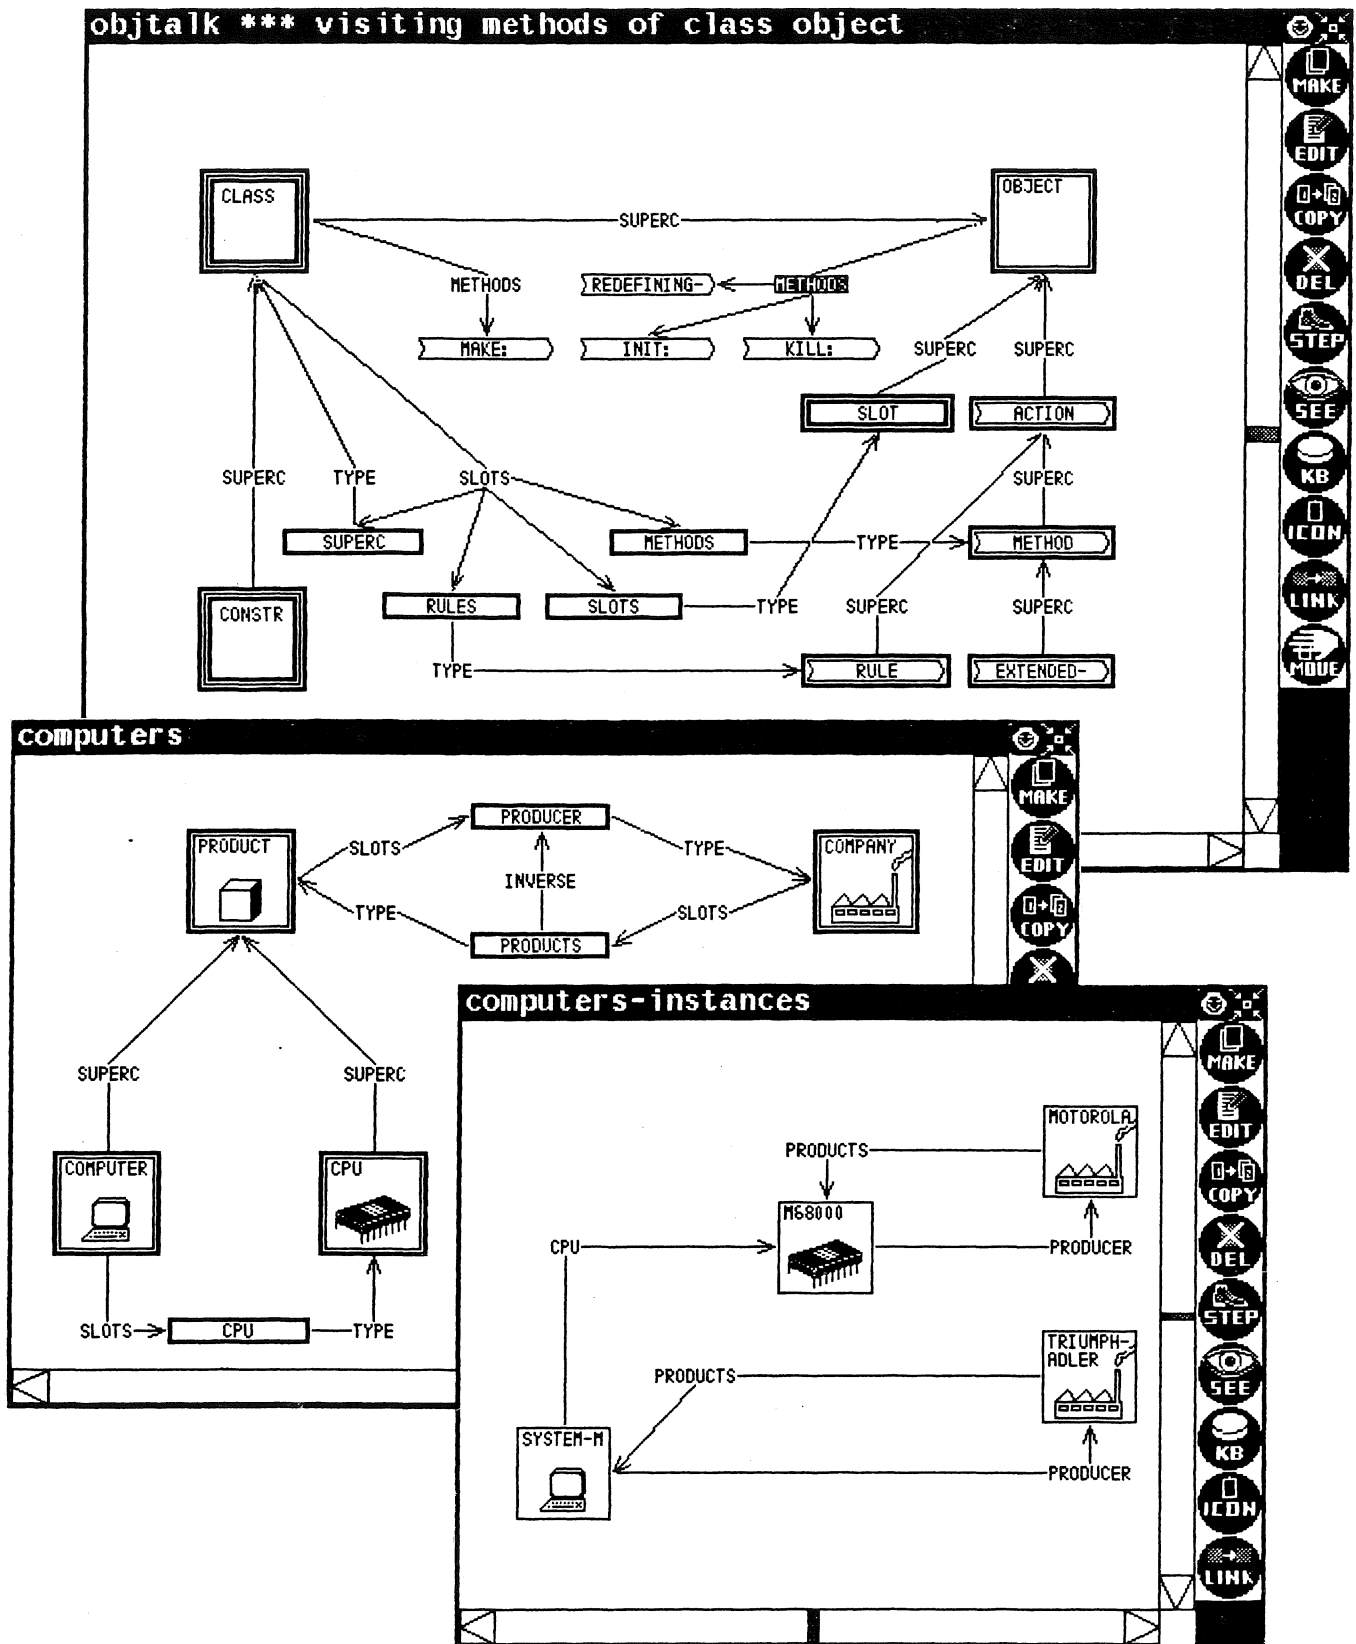 objtalk *** visiting methods of class object
MAKE
EDIT
COPY
DEL
STEP
SEE
KB
ICON
LINK
MOVE
CLASS
OBJECT
SUPERC
METHODS
REDEFINING-
METHODS
MAKE:
INIT:
KILL:
SUPERC
SUPERC
SLOT
ACTION
SUPERC
TYPE
SLOTS
SUPERC
SUPERC
METHODS
TYPE
METHOD
CONSTR
RULES
SLOTS
TYPE
SUPERC
SUPERC
TYPE
RULE
EXTENDED-
computers
MAKE
EDIT
COPY
PRODUCER
PRODUCT
SLOTS
TYPE
COMPANY
INVERSE
TYPE
SLOTS
PRODUCTS
SUPERC
SUPERC
COMPUTER
CPU
SLOTS
CPU
TYPE
computers-instances
MAKE
EDIT
COPY
DEL
STEP
SEE
KB
ICON
LINK
MOTOROLA
PRODUCTS
M68000
CPU
PRODUCER
TRIUMPH-
ADLER
PRODUCTS
SYSTEM-M
PRODUCER